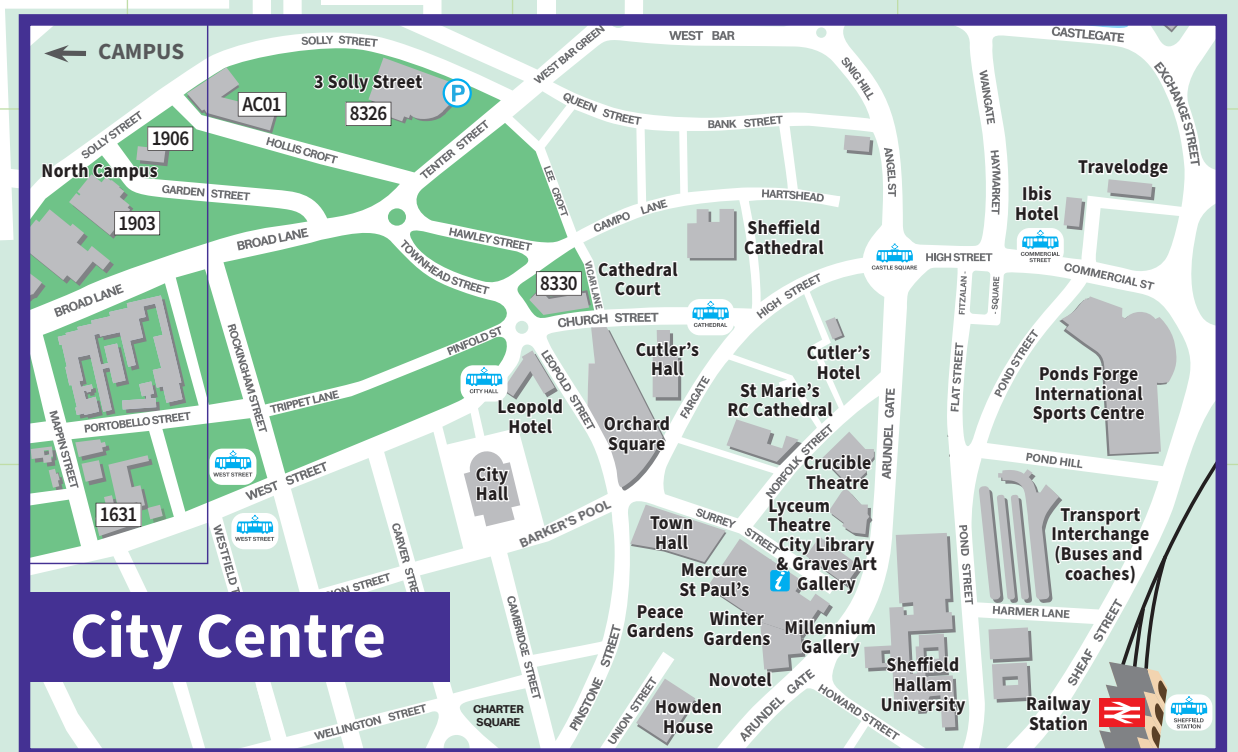 CAMPUS
SOLLY STREET
WEST BAR GREEN
WEST BAR
CASTLEGATE
EXCHANGE STREET
SNIG HILL
WAINGATE
3 Solly Street
P
AC01
8326
QUEEN STREET
BANK STREET
SOLLY STREET
1906
HOLLIS CROFT
TENTER STREET
ANGEL ST
HAYMARKET
Travelodge
North Campus
GARDEN STREET
LEE CROFT
HARTSHEAD
Ibis
Hotel
1903
CAMPO LANE
Sheffield
Cathedral
BROAD LANE
HAWLEY STREET
TOWNHEAD STREET
CASTLE SQUARE
HIGH STREET
COMMERCIAL
STREET
COMMERCIAL ST
8330
VICAR LANE
Cathedral
Court
FITZALAN -
- SQUARE
BROAD LANE
HIGH STREET
CHURCH STREET
CATHEDRAL
ROCKINGHAM STREET
PINFOLD ST
LEOPOLD STREET
Cutler's
Hall
Cutler's
Hotel
FLAT STREET
POND STREET
CITY HALL
Leopold
Hotel
FARGATE
St Marie's
RC Cathedral
ARUNDEL GATE
Ponds Forge
International
Sports Centre
TRIPPET LANE
PORTOBELLO STREET
MAPPIN STREET
Orchard
Square
NORFOLK STREET
WEST STREET
WEST STREET
City
Hall
Crucible
Theatre
POND HILL
1631
WEST STREET
BARKER'S POOL
SURREY STREET
Lyceum
Theatre
Transport
Interchange
(Buses and
coaches)
WESTFIELD T
CARVER STREET
Town
Hall
City Library
& Graves Art
Gallery
i
POND STREET
ION STREET
Mercure
St Paul's
CAMBRIDGE STREET
Peace
Gardens
Winter
Gardens
Millennium
Gallery
HARMER LANE
SHEAF STREET
City Centre
PINSTONE STREET
Novotel
Sheffield
Hallam
University
UNION STREET
Howden
House
ARUNDEL GATE
HOWARD STREET
WELLINGTON STREET
CHARTER
SQUARE
Railway
Station
SHEFFIELD
STATION